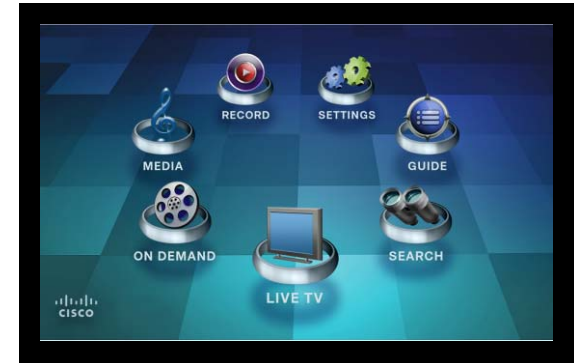 RECORD
SETTINGS
MEDIA
GUIDE
ON DEMAND
SEARCH
LIVE TV
CISCO